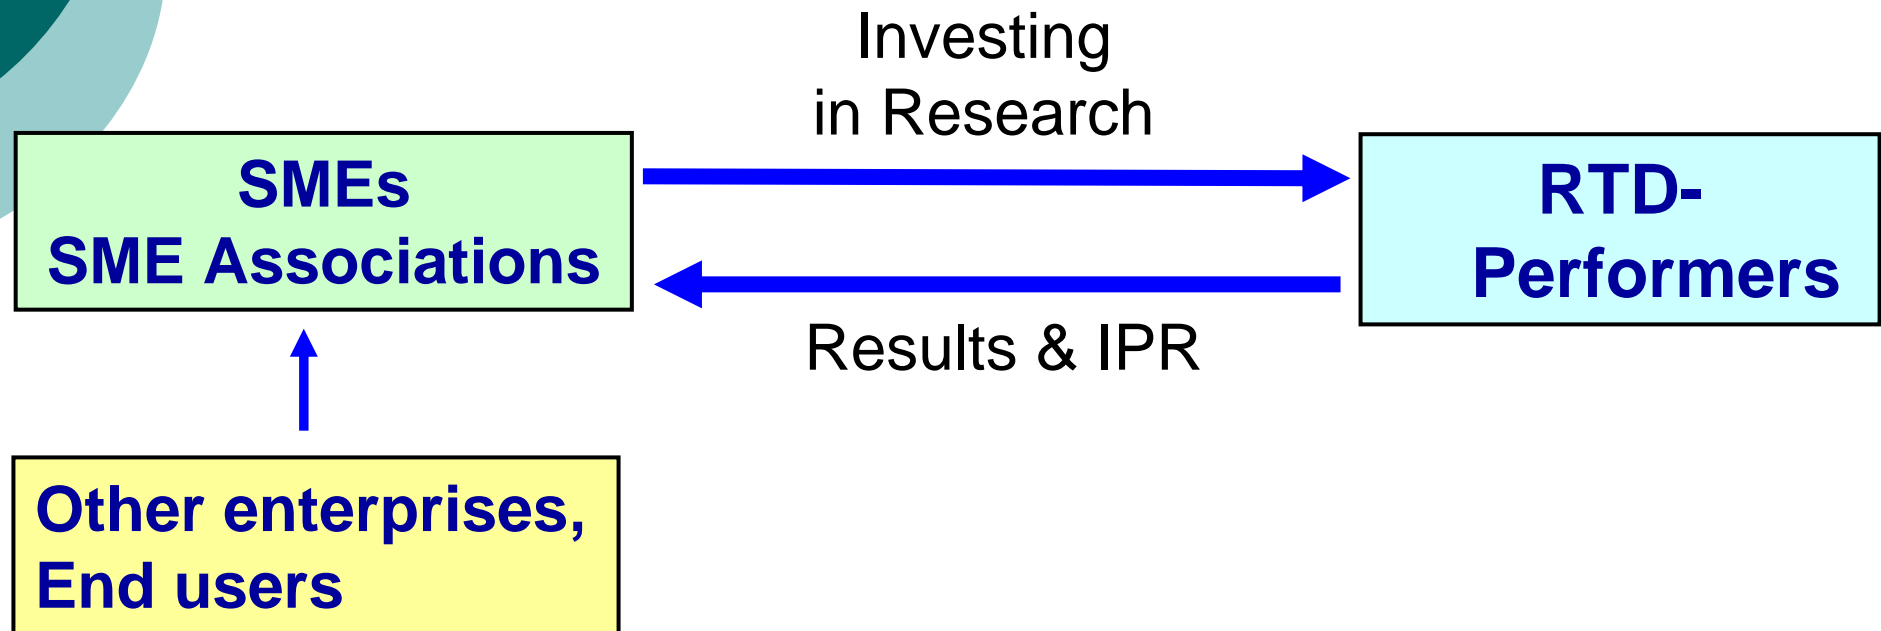 Investing
in Research
SMEs
SME Associations
RTD-
Performers
Results & IPR
Other enterprises,
End users